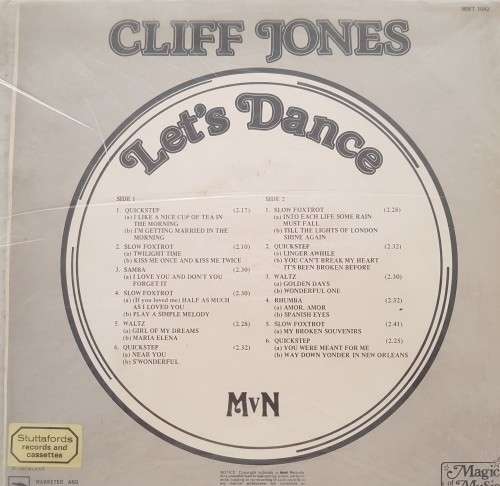 CLIFF JONES
Let's Dance
SIDE 1
1. QUICKSTEP (2.17)
(a) I LIKE A NICE CUP OF TEA IN
THE MORNING
(b) I'M GETTING MARRIED IN THE
MORNING
2. SLOW FOXTROT (2.10)
(a) TWILIGHT TIME
(b) KISS ME ONCE AND KISS ME TWICE
3. SAMBA (2.30)
(a) I LOVE YOU AND DON'T YOU
FORGET IT
4. SLOW FOXTROT (2.30)
(a) (If you loved me) HALF AS MUCH
AS I LOVED YOU
(b) PLAY A SIMPLE MELODY
5. WALTZ (2.28)
(a) GIRL OF MY DREAMS
(b) MARIA ELENA
6. QUICKSTEP (2.32)
(a) NEAR YOU
(b) S'WONDERFUL
SIDE 2
1. SLOW FOXTROT (2.28)
(a) INTO EACH LIFE SOME RAIN
MUST FALL
(b) TILL THE LIGHTS OF LONDON
SHINE AGAIN
2. QUICKSTEP (2.32)
(a) LINGER AWHILE
(b) YOU CAN'T BREAK MY HEART
IT'S BEEN BROKEN BEFORE
3. WALTZ (2.30)
(a) GOLDEN DAYS
(b) WONDERFUL ONE
4. RHUMBA (2.32)
(a) AMOR, AMOR
(b) SPANISH EYES
5. SLOW FOXTROT (2.41)
(a) MY BROKEN SOUVENIRS
6. QUICKSTEP (2.25)
(a) YOU WERE MEANT FOR ME
(b) WAY DOWN YONDER IN NEW ORLEANS
MvN
Stuttafords
records and
cassettes
MARKETED AND
Magic